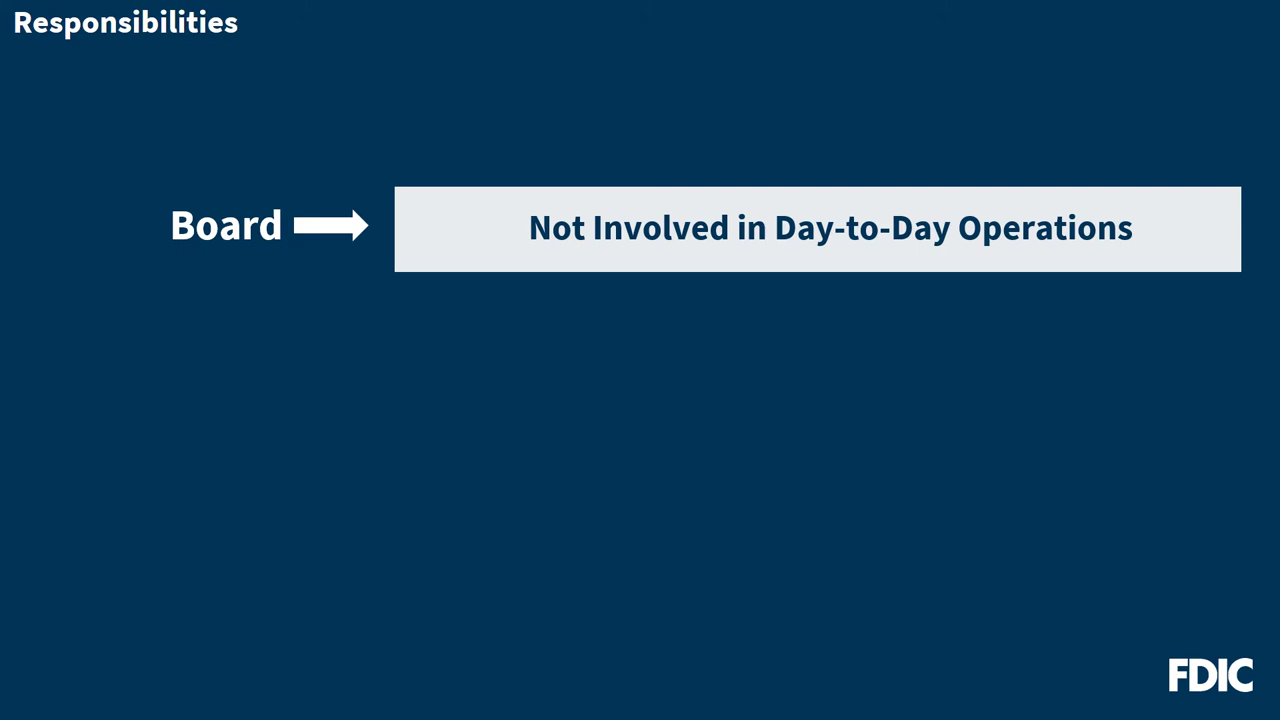 Responsibilities
Board
Not Involved in Day-to-Day Operations
FDIC